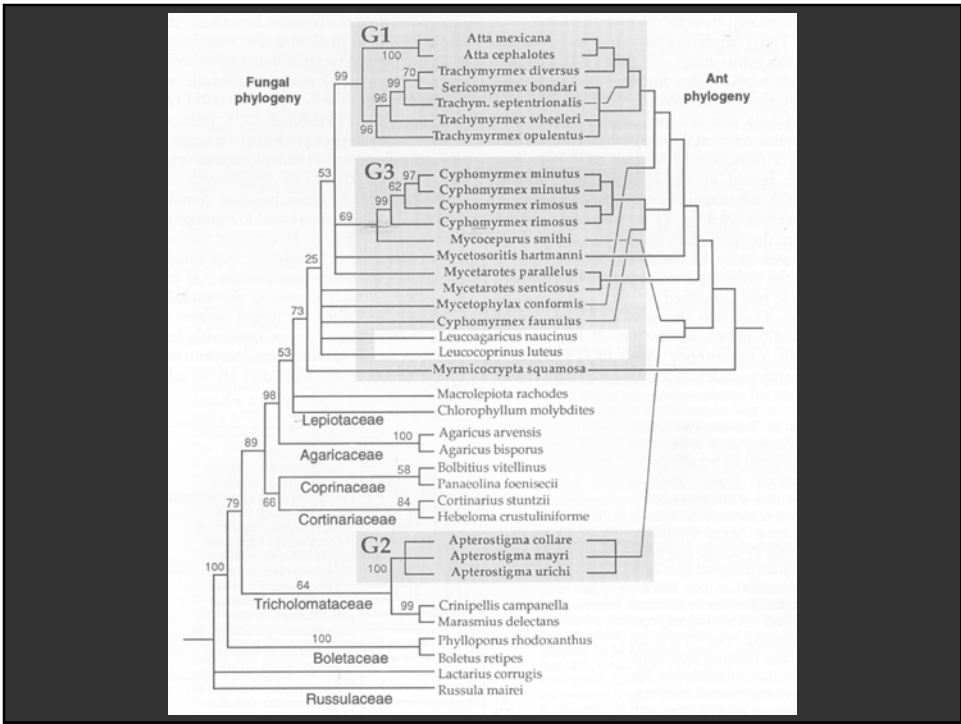 G1
Fungal
phylogeny
Ant
phylogeny
Atta mexicana
100
Atta cephalotes
99
70
Trachymyrmex diversus
99
Sericomyrmex bondari
96
Trachym. septentrionalis
Trachymyrmex wheeleri
96
Trachymyrmex opulentus
53
G3
97
Cyphomyrmex minutus
62
Cyphomyrmex minutus
99
Cyphomyrmex rimosus
69
Cyphomyrmex rimosus
Mycocepurus smithi
25
Mycetosoritis hartmanni
Mycetarotes parallelus
Mycetarotes senticosus
73
Mycetophylax conformis
Cyphomyrmex faunulus
Leucoagaricus naucinus
53
Leucocoprinus luteus
Myrmicocrypta squamosa
98
Macrolepiota rachodes
Chlorophyllum molybdites
Lepiotaceae
89
100
Agaricus arvensis
Agaricaceae
Agaricus bisporus
58
Bolbitius vitellinus
Coprinaceae
Panaeolina foenisecii
79
66
84
Cortinarius stuntzii
Cortinariaceae
Hebeloma crustuliniforme
G2
Apterostigma collare
100
Apterostigma mayri
100
Apterostigma urichi
64
Tricholomataceae
99
Crinipellis campanella
Marasmius delectans
100
Phylloporus rhodoxanthus
Boletaceae
Boletus retipes
Lactarius corrugis
Russulaceae
Russula mairei